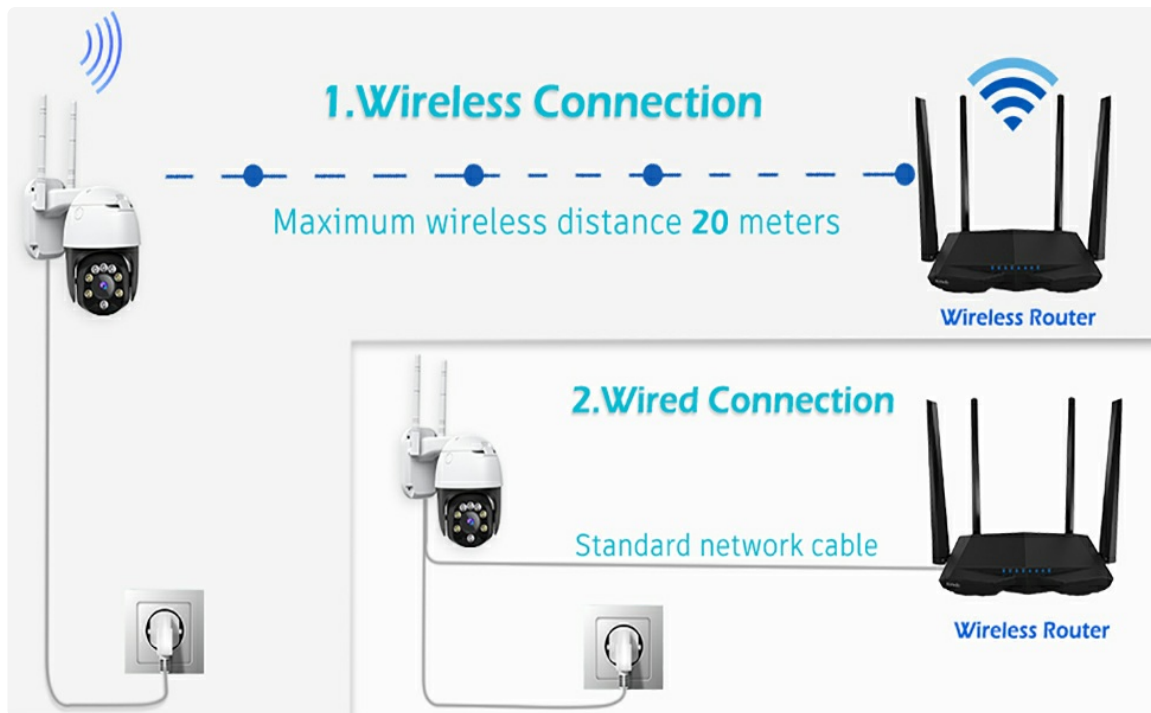 1.Wireless Connection
Maximum wireless distance 20 meters
Wireless Router
2.Wired Connection
Standard network cable
Wireless Router